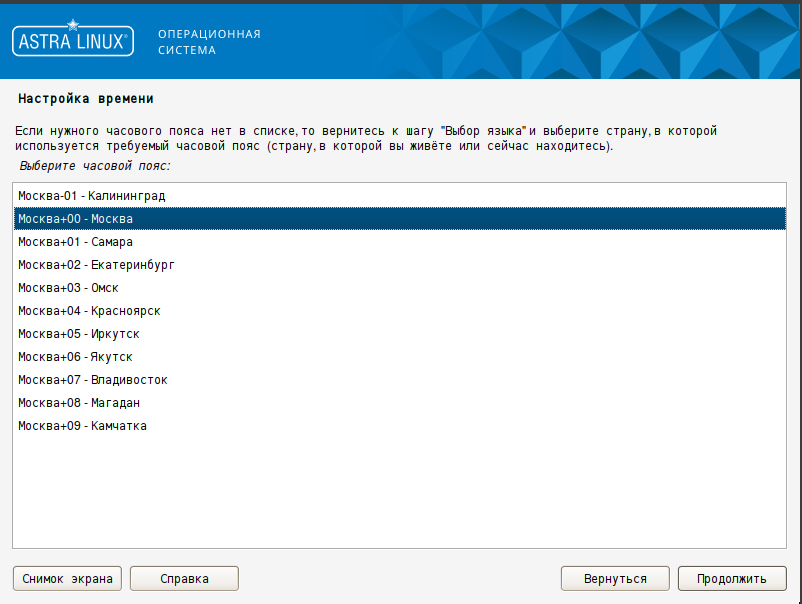 ASTRA LINUX®
ОПЕРАЦИОННАЯ
СИСТЕМА
Настройка времени
Если нужного часового пояса нет в списке, то вернитесь к шагу "Выбор языка" и выберите страну, в которой
используется требуемый часовой пояс (страну, в которой вы живёте или сейчас находитесь).
Выберите часовой пояс:
Москва-01 - Калининград
Москва+00 - Москва
Москва+01 - Самара
Москва+02 - Екатеринбург
Москва+03 - Омск
Москва+04 - Красноярск
Москва+05 - Иркутск
Москва+06 - Якутск
Москва+07 - Владивосток
Москва+08 - Магадан
Москва+09 - Камчатка
Снимок экрана Справка Вернуться Продолжить